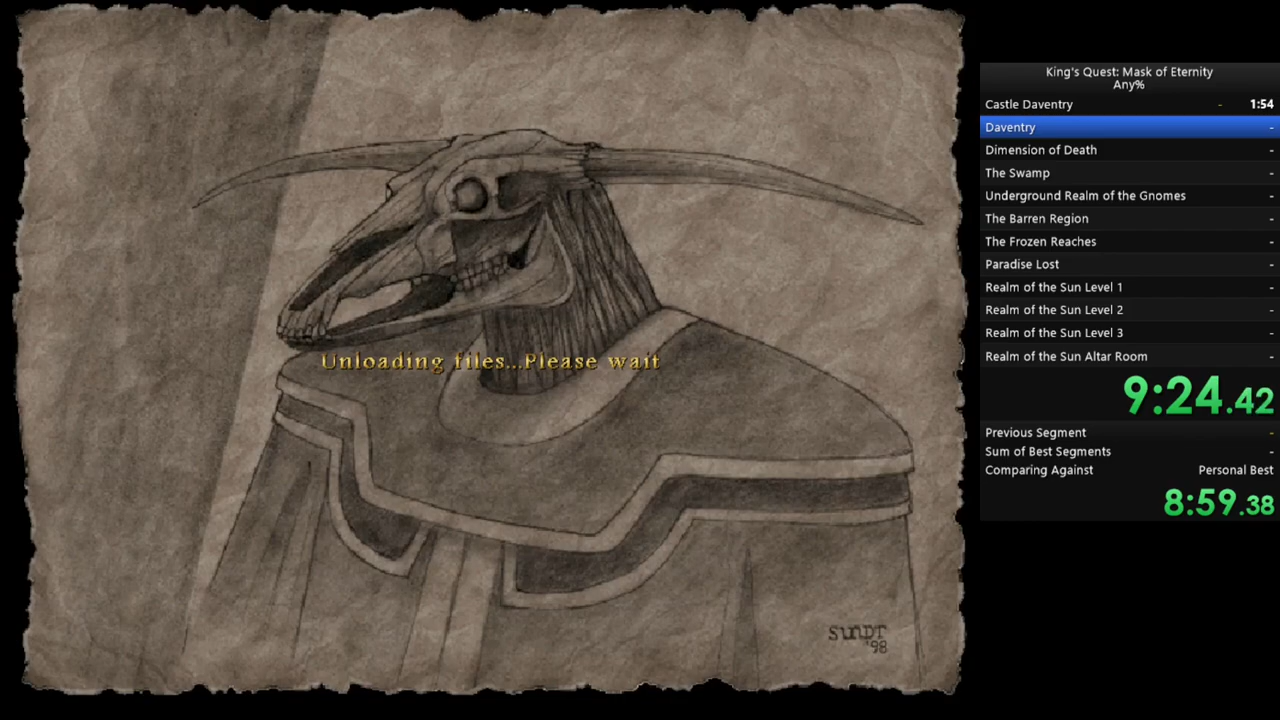 Unloading files...Please wait
SUNDT
'98
King's Quest: Mask of Eternity
Any%
Castle Daventry - 1:54
Daventry -
Dimension of Death -
The Swamp -
Underground Realm of the Gnomes -
The Barren Region -
The Frozen Reaches -
Paradise Lost -
Realm of the Sun Level 1 -
Realm of the Sun Level 2 -
Realm of the Sun Level 3 -
Realm of the Sun Altar Room -
9:24.42
Previous Segment -
Sum of Best Segments -
Comparing Against Personal Best
8:59.38